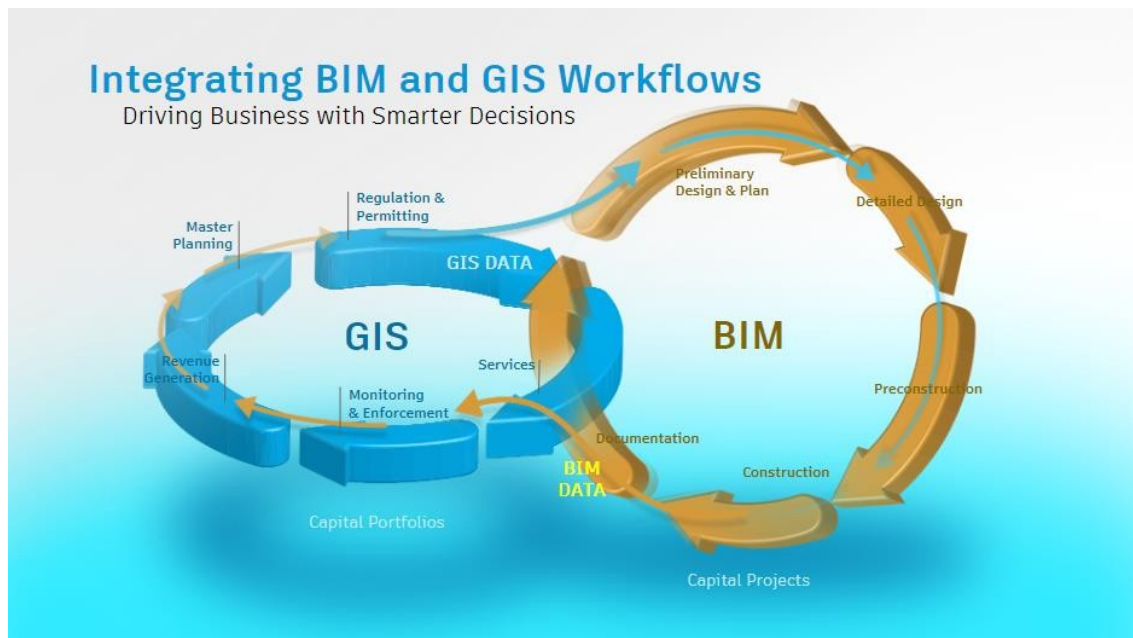 Integrating BIM and GIS Workflows
Driving Business with Smarter Decisions
Preliminary
Design & Plan
Detailed Design
Regulation &
Permitting
Master
Planning
GIS DATA
GIS
BIM
Revenue
Generation
Services
Monitoring
& Enforcement
Preconstruction
Documentation
BIM
DATA
Construction
Capital Portfolios
Capital Projects